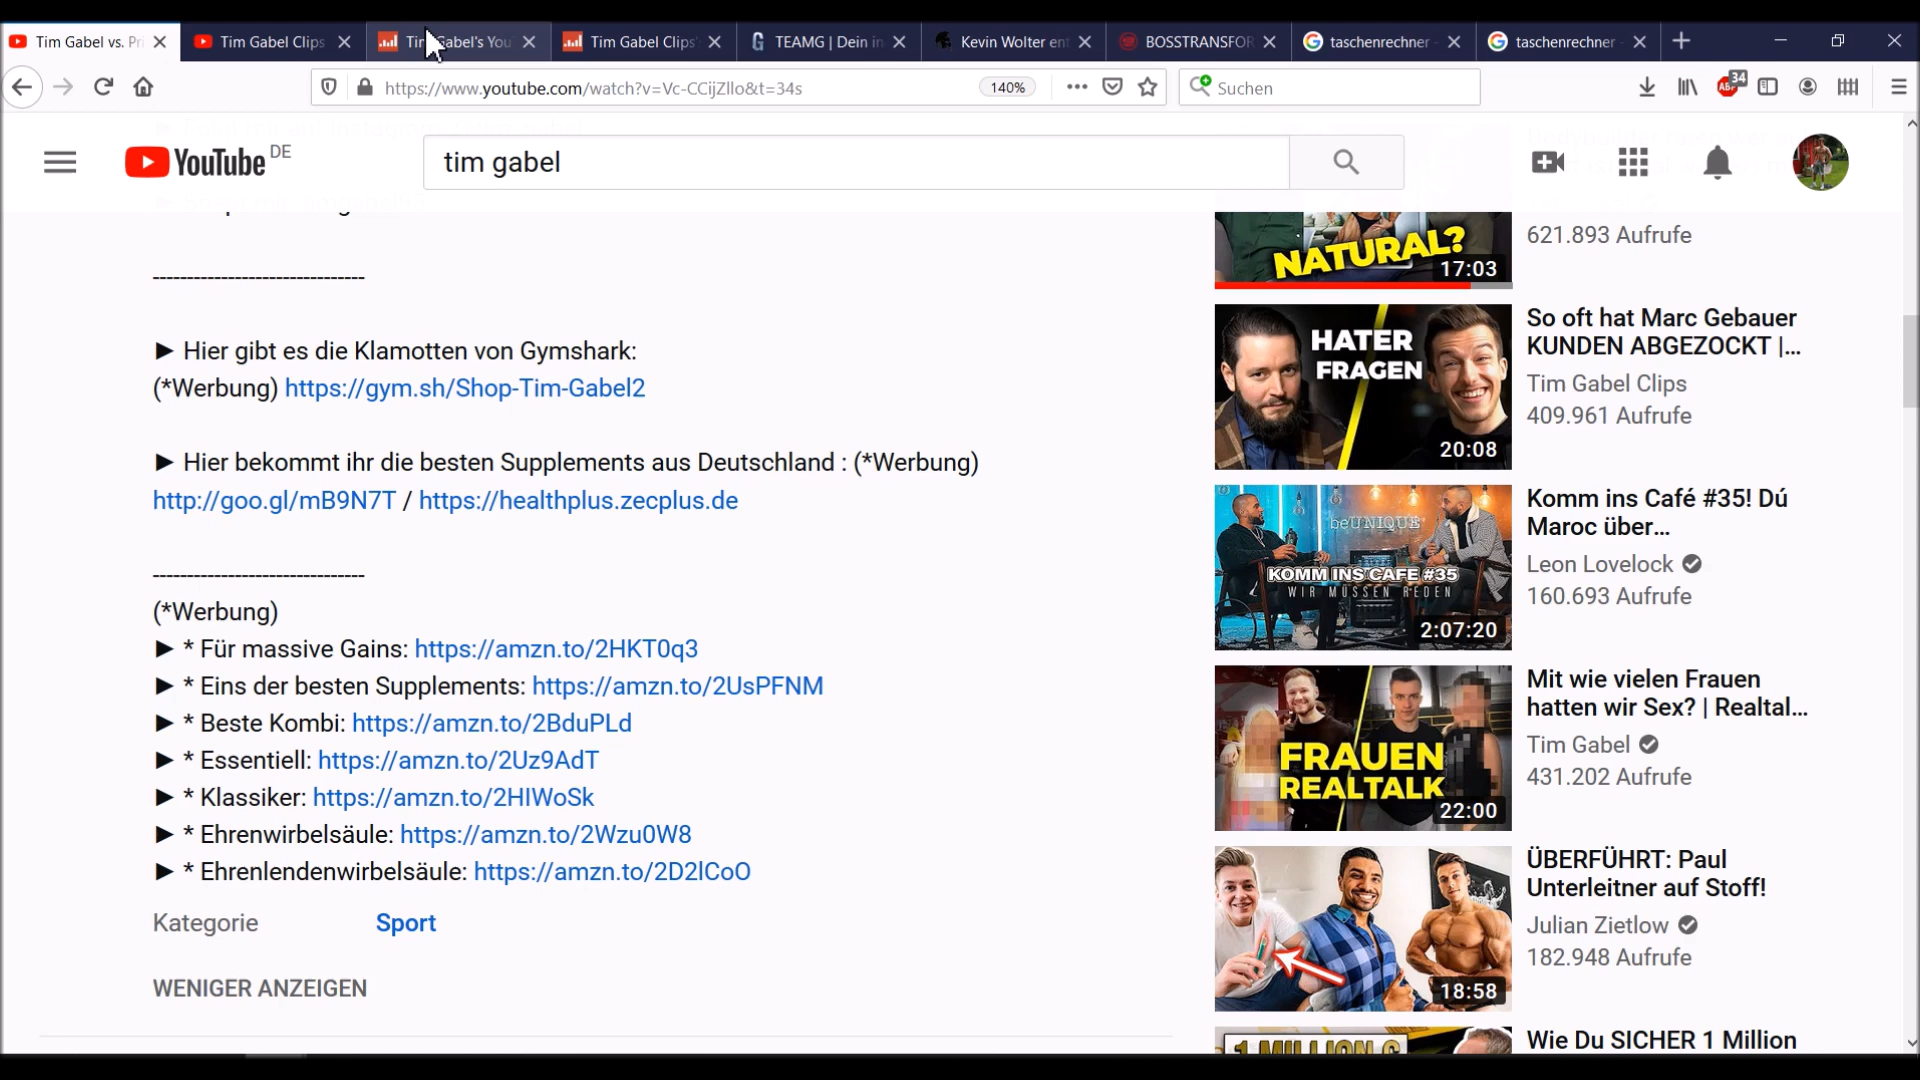 Tim Gabel vs. Pri
Tim Gabel Clips
Tim Gabel's You
Tim Gabel Clips'
TEAMG | Dein in
Kevin Wolter ent
BOSSTRANSFOR
taschenrechner -
taschenrechner -
https://www.youtube.com/watch?v=Vc-CCijZllo&t=34s
140%
Suchen
34
ABP
YouTube DE
tim gabel
-------------------------------
► Hier gibt es die Klamotten von Gymshark:
(*Werbung) https://gym.sh/Shop-Tim-Gabel2
► Hier bekommt ihr die besten Supplements aus Deutschland : (*Werbung)
http://goo.gl/mB9N7T / https://healthplus.zecplus.de
-------------------------------
(*Werbung)
► * Für massive Gains: https://amzn.to/2HKT0q3
► * Eins der besten Supplements: https://amzn.to/2UsPFNM
► * Beste Kombi: https://amzn.to/2BduPLd
► * Essentiell: https://amzn.to/2Uz9AdT
► * Klassiker: https://amzn.to/2HIWoSk
► * Ehrenwirbelsäule: https://amzn.to/2Wzu0W8
► * Ehrenlendenwirbelsäule: https://amzn.to/2D2lCoO
Kategorie Sport
WENIGER ANZEIGEN
NATURAL?
17:03
621.893 Aufrufe
HATER
FRAGEN
20:08
So oft hat Marc Gebauer
KUNDEN ABGEZOCKT |...
Tim Gabel Clips
409.961 Aufrufe
beUNIQUE
KOMM INS CAFE #35
WIR MÜSSEN REDEN
2:07:20
Komm ins Café #35! Dú
Maroc über...
Leon Lovelock
160.693 Aufrufe
FRAUEN
REALTALK
22:00
Mit wie vielen Frauen
hatten wir Sex? | Realtal...
Tim Gabel
431.202 Aufrufe
18:58
ÜBERFÜHRT: Paul
Unterleitner auf Stoff!
Julian Zietlow
182.948 Aufrufe
1 MILLION €
Wie Du SICHER 1 Million